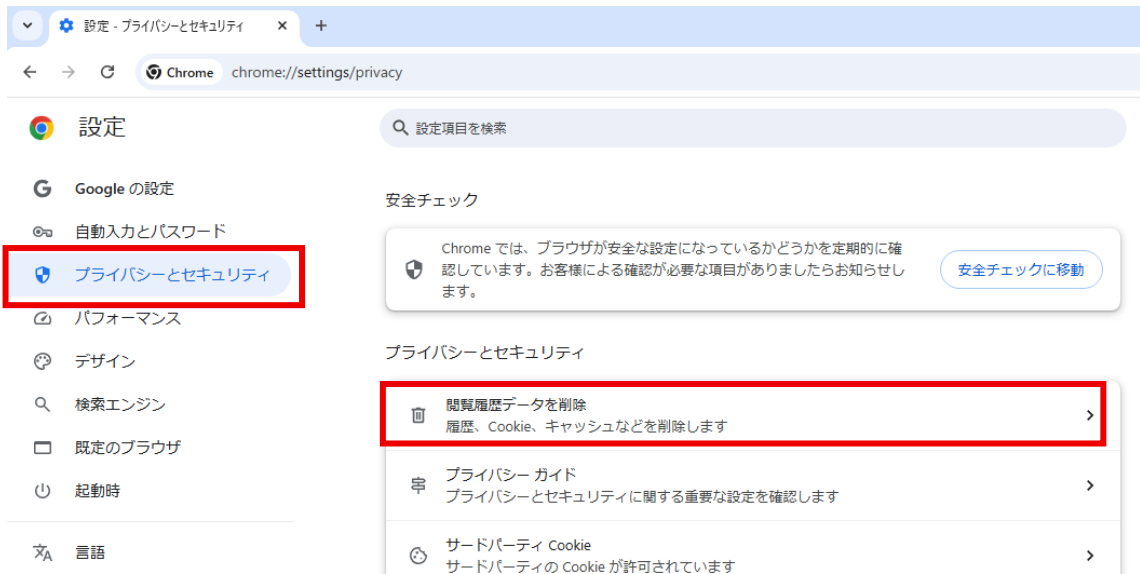 設定 - プライバシーとセキュリティ
Chrome chrome://settings/privacy
設定
設定項目を検索
Google の設定
自動入力とパスワード
プライバシーとセキュリティ
パフォーマンス
デザイン
検索エンジン
既定のブラウザ
起動時
言語
安全チェック
Chrome では、ブラウザが安全な設定になっているかどうかを定期的に確
認しています。お客様による確認が必要な項目がありましたらお知らせし
ます。
安全チェックに移動
プライバシーとセキュリティ
閲覧履歴データを削除
履歴、Cookie、キャッシュなどを削除します
プライバシー ガイド
プライバシーとセキュリティに関する重要な設定を確認します
サードパーティ Cookie
サードパーティの Cookie が許可されています